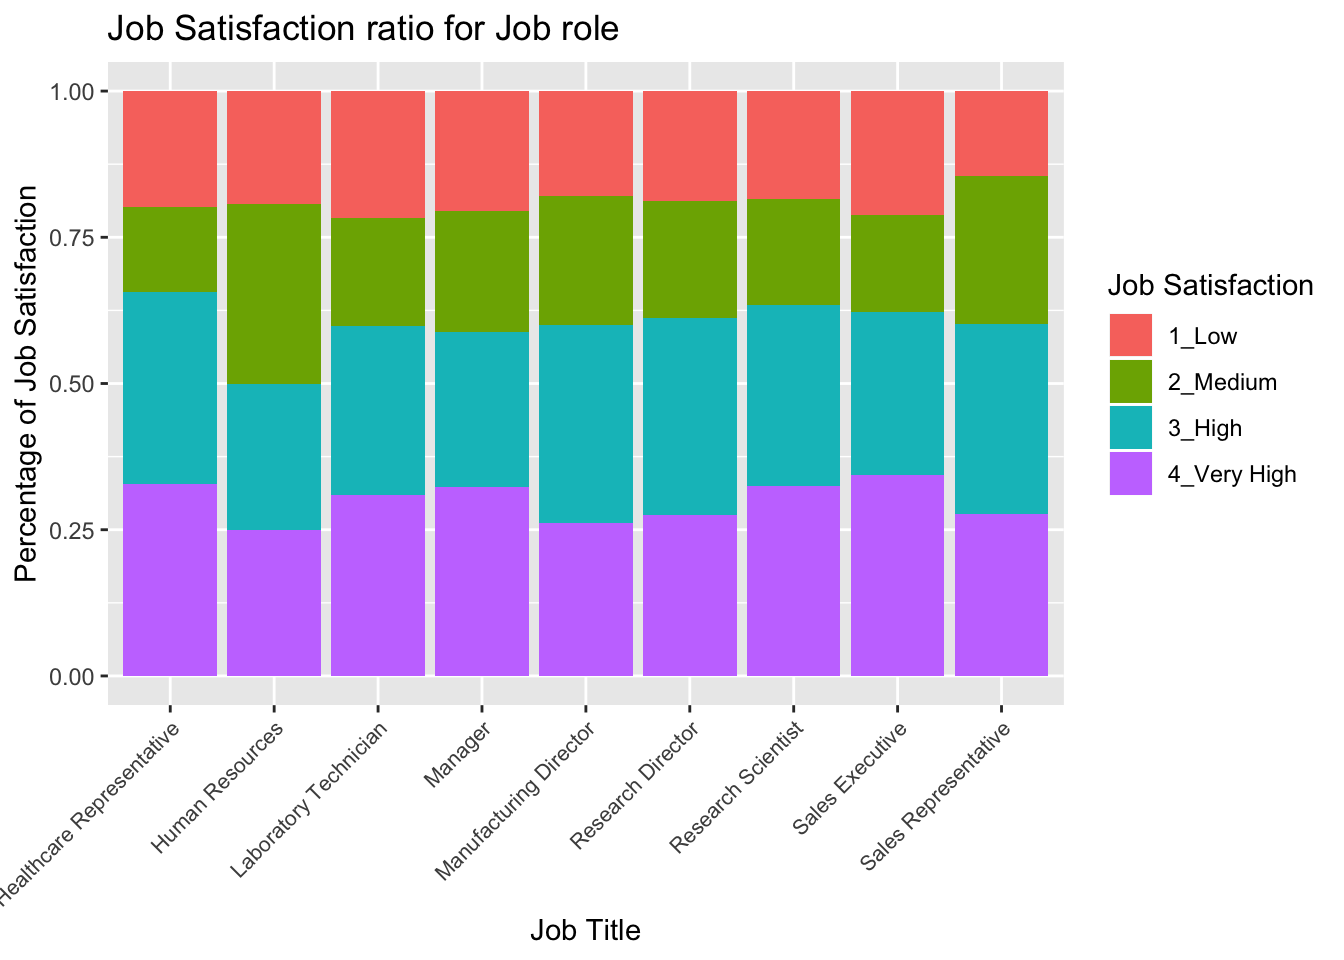 Job Satisfaction ratio for Job role
Percentage of Job Satisfaction
1.00
0.75
0.50
0.25
0.00
Healthcare Representative
Human Resources
Laboratory Technician
Manager
Manufacturing Director
Research Director
Research Scientist
Sales Executive
Sales Representative
Job Title
Job Satisfaction
1_Low
2_Medium
3_High
4_Very High